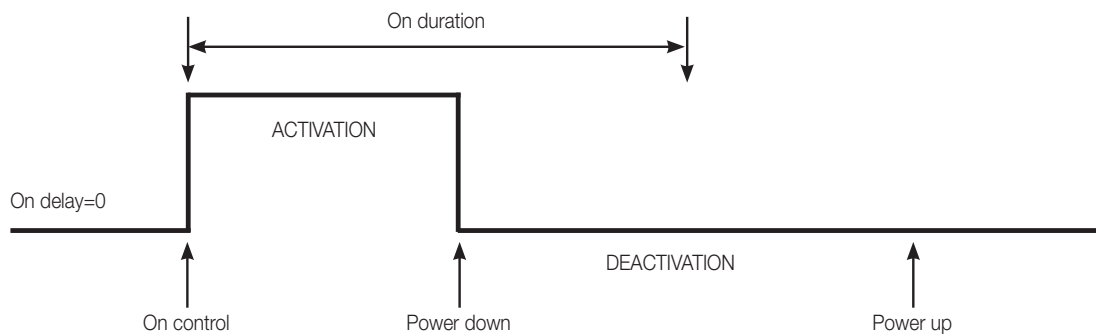 On duration
ACTIVATION
On delay=0
DEACTIVATION
On control
Power down
Power up